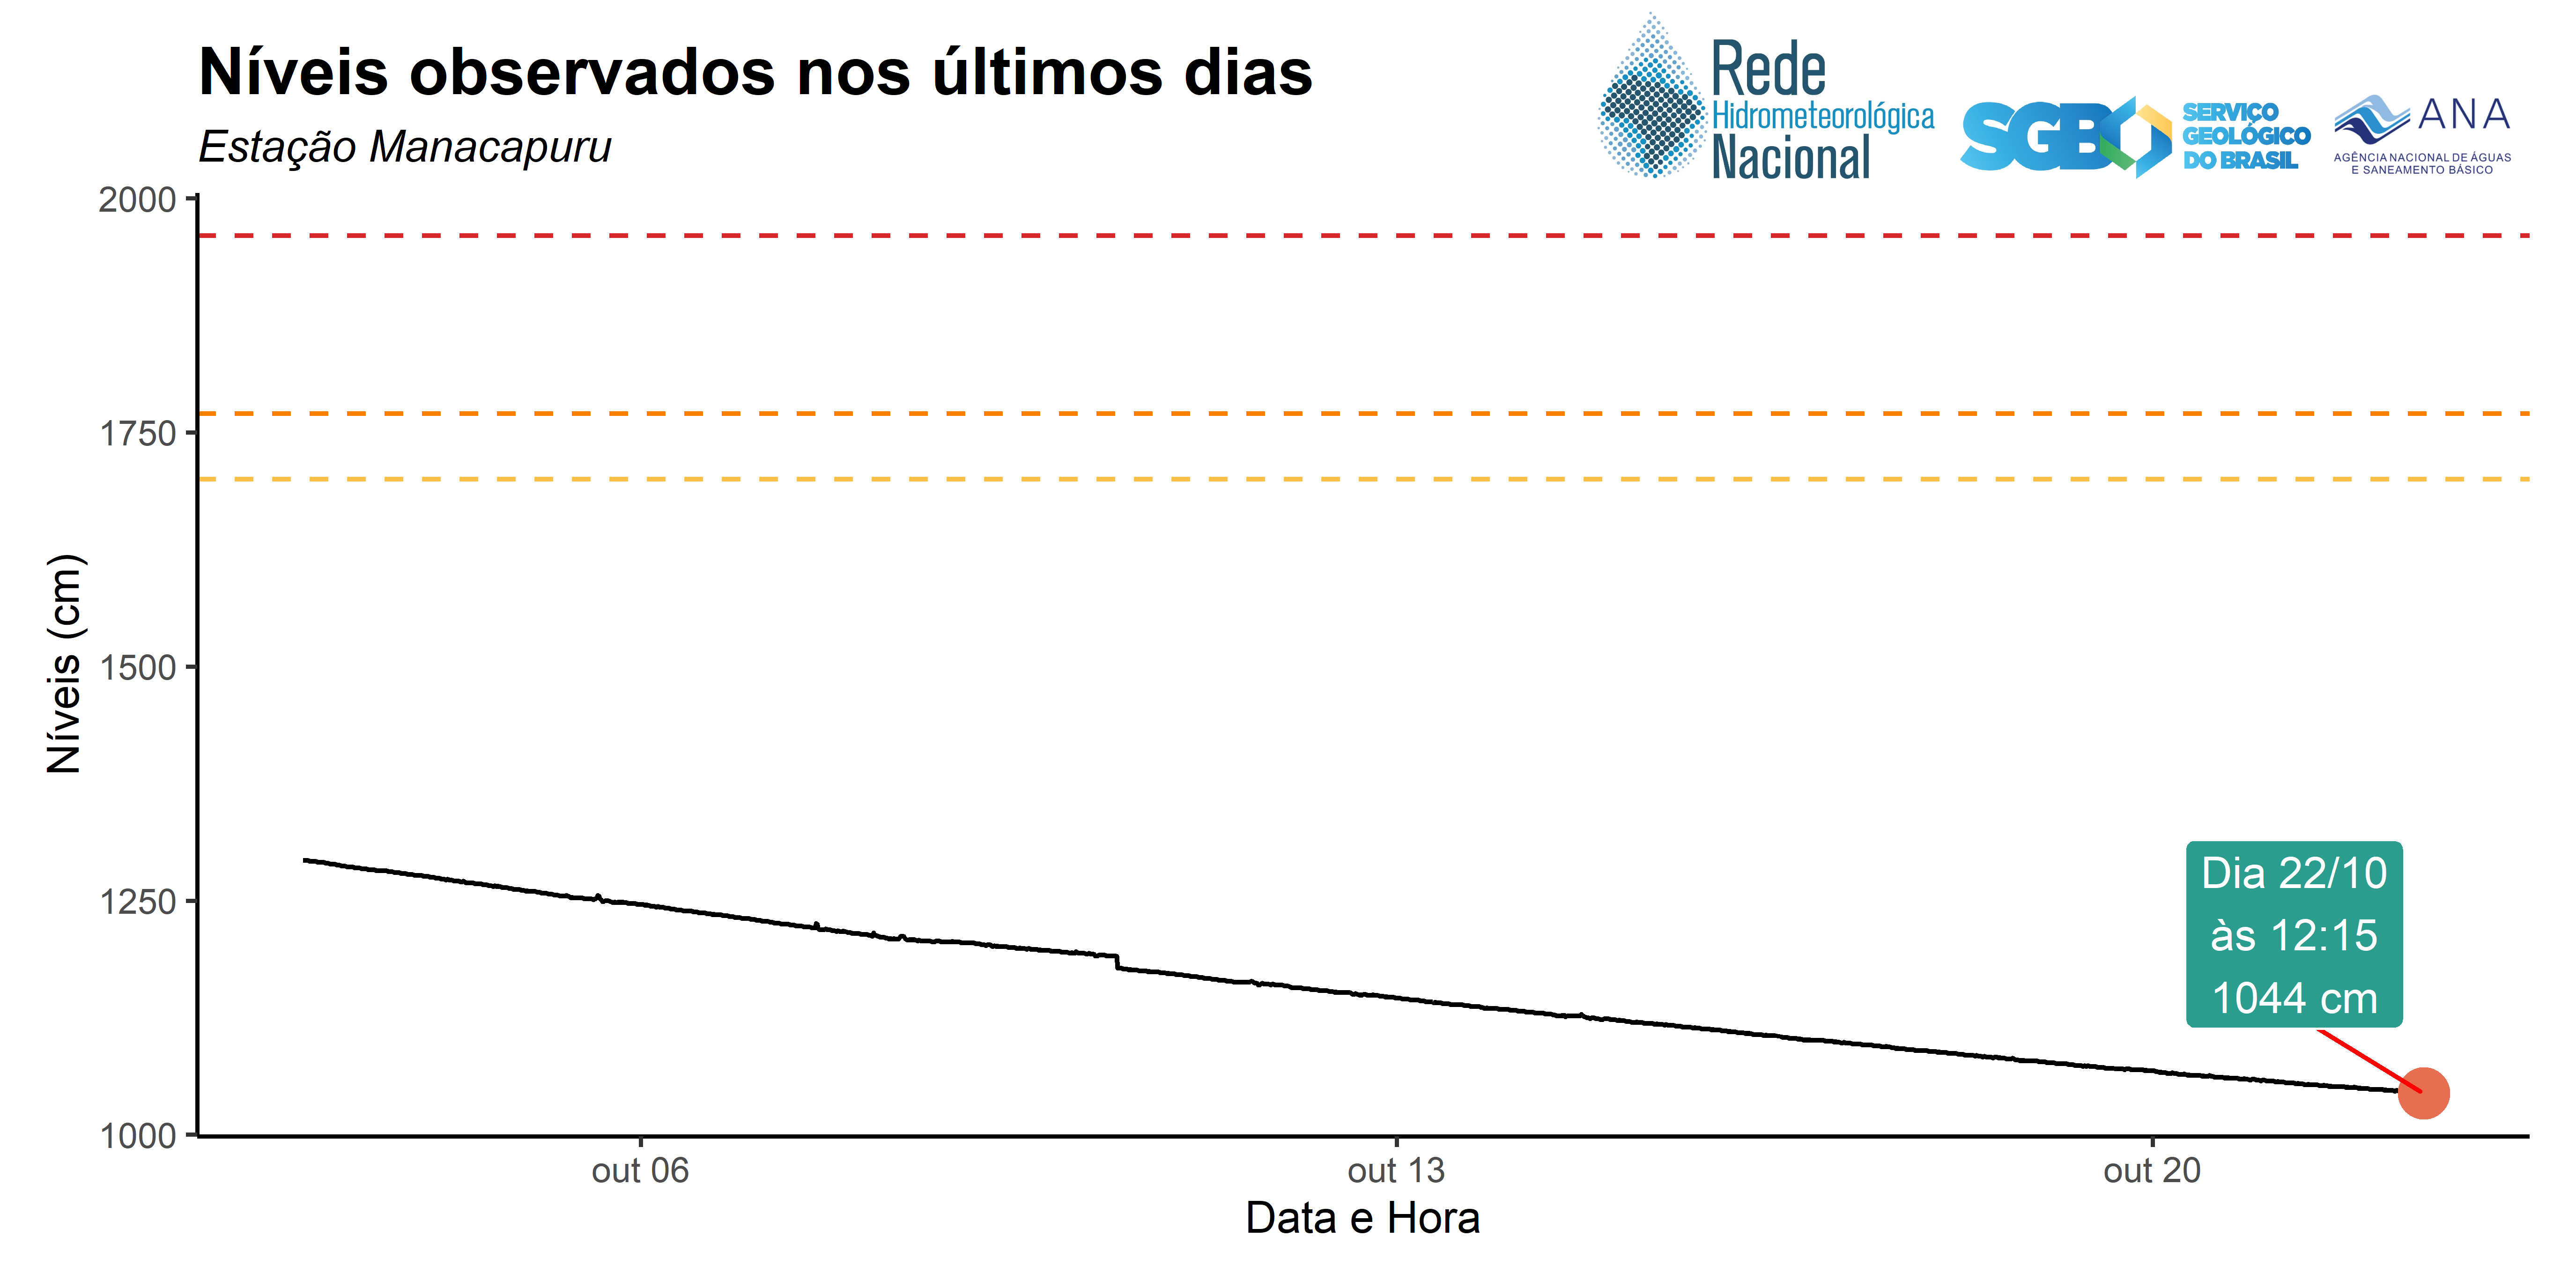 Níveis observados nos últimos dias
Estação Manacapuru
Rede
Hidrometeorológica
Nacional
SGB
SERVIÇO
GEOLÓGICO
DO BRASIL
ANA
AGÊNCIA NACIONAL DE ÁGUAS
E SANEAMENTO BÁSICO
2000
1750
1500
1250
1000
Níveis (cm)
Dia 22/10
às 12:15
1044 cm
out 06
out 13
out 20
Data e Hora